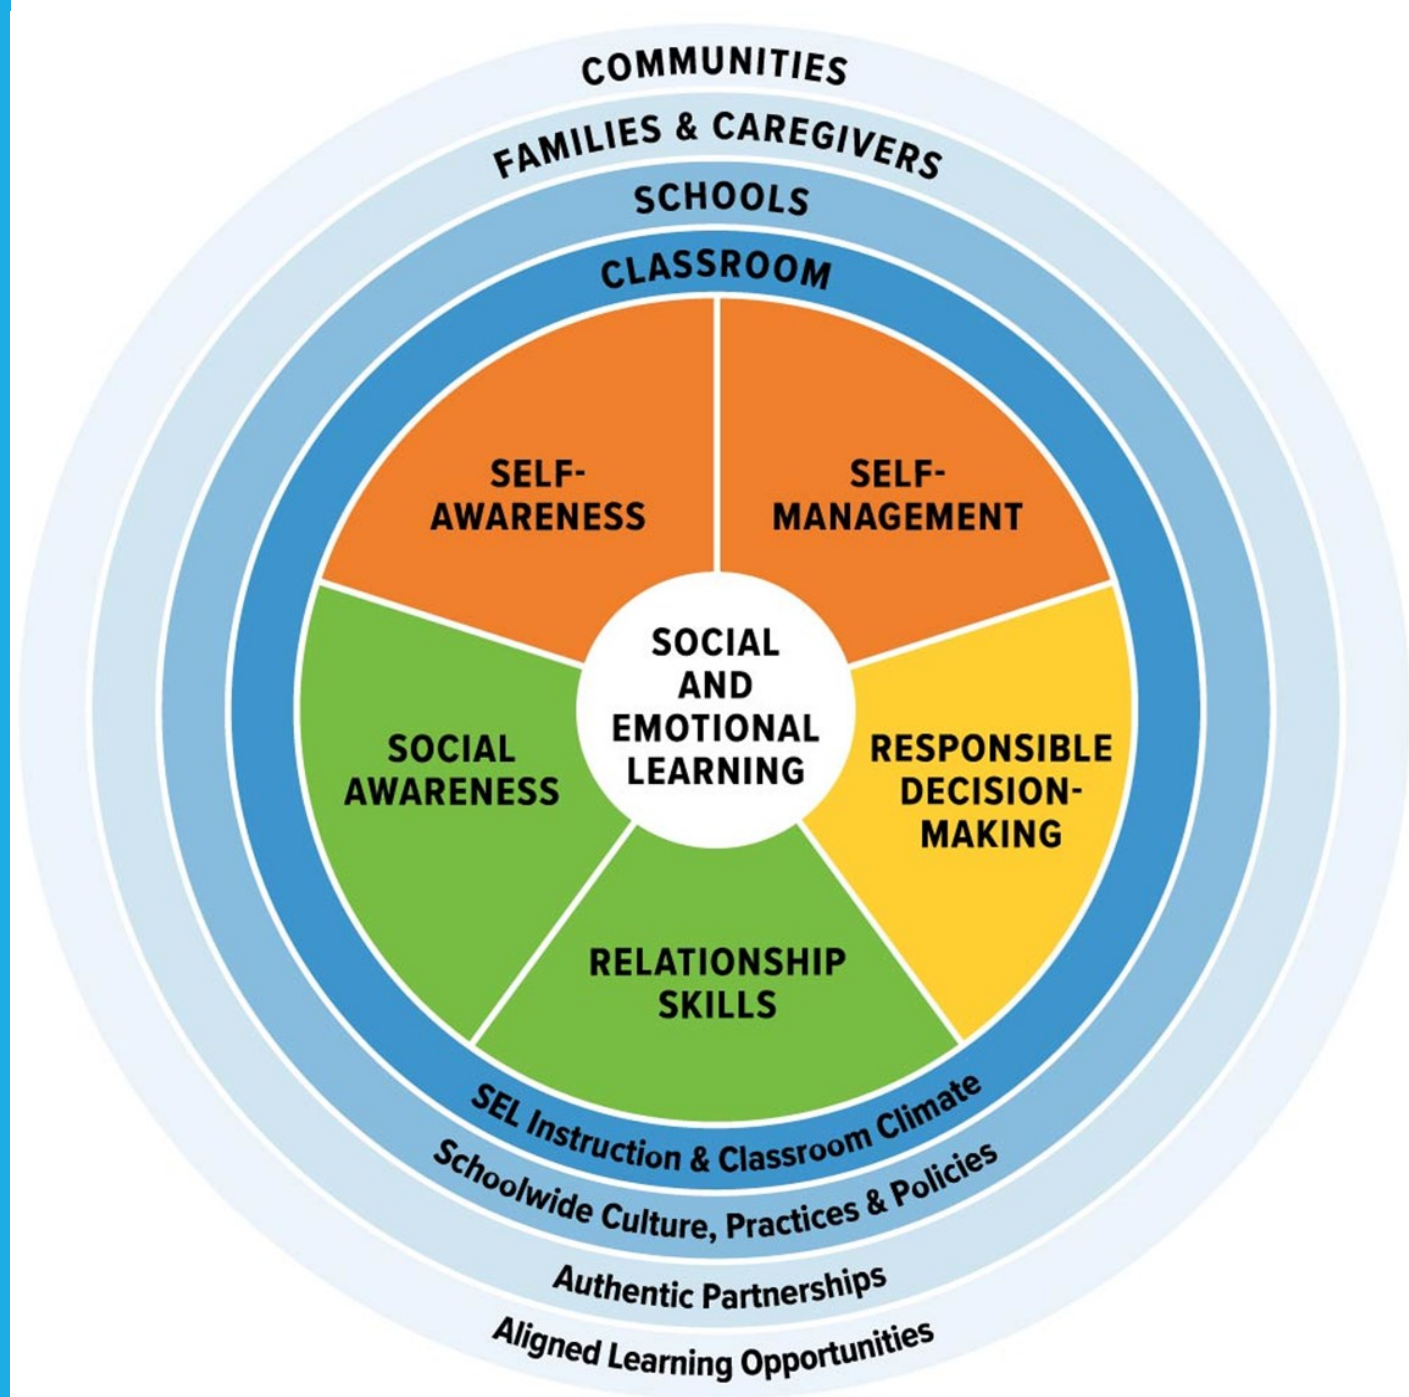 COMMUNITIES
FAMILIES & CAREGIVERS
SCHOOLS
CLASSROOM
SELF-
AWARENESS
SELF-
MANAGEMENT
SOCIAL
AND
EMOTIONAL
LEARNING
SOCIAL
AWARENESS
RESPONSIBLE
DECISION-
MAKING
RELATIONSHIP
SKILLS
SEL Instruction & Classroom Climate
Schoolwide Culture, Practices & Policies
Authentic Partnerships
Aligned Learning Opportunities